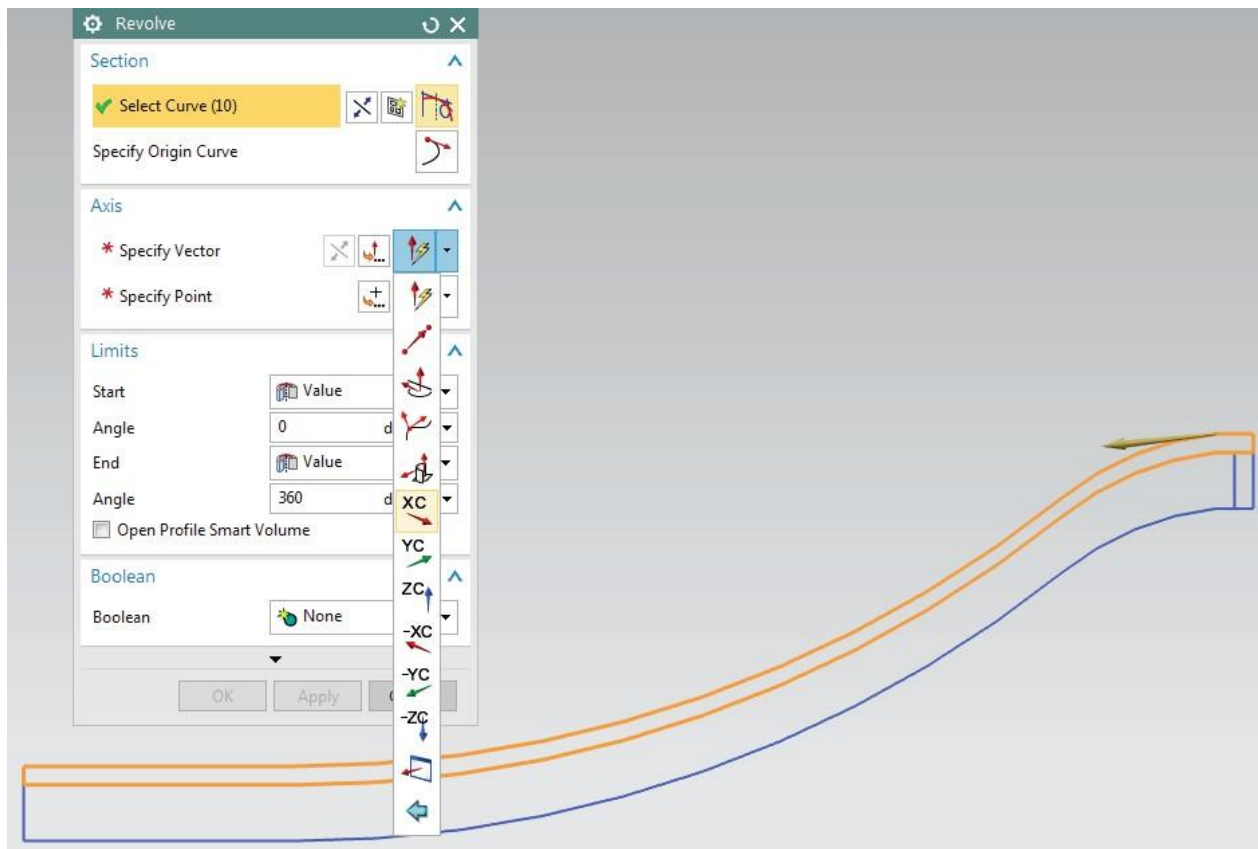 Revolve
Section
Select Curve (10)
Specify Origin Curve
Axis
* Specify Vector
* Specify Point
Limits
Start Value
Angle 0 d
End Value
Angle 360 d
XC
Open Profile Smart Volume
YC
Boolean
ZC
Boolean None
-XC
-YC
OK Apply C
-ZC